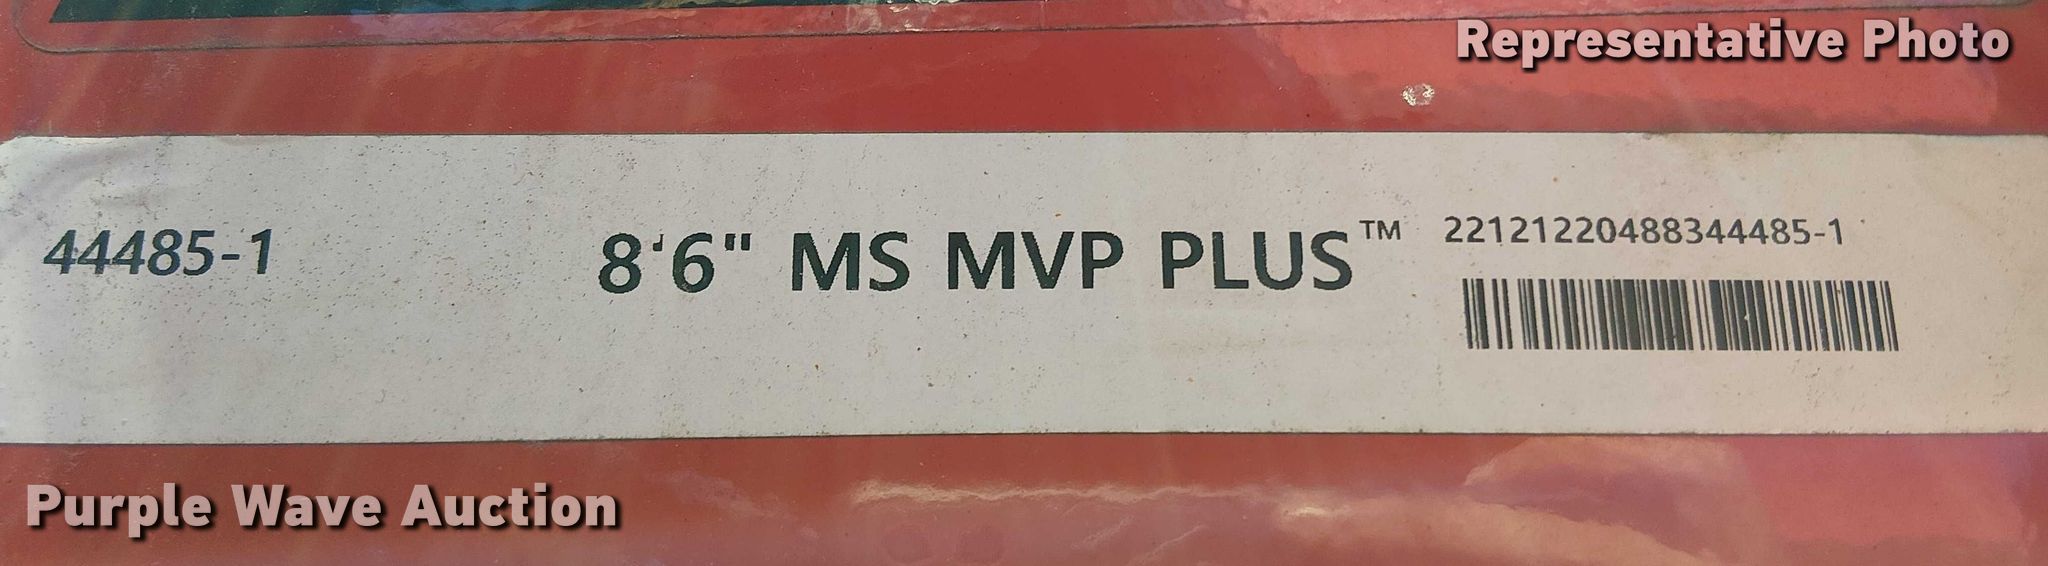 Representative Photo
44485-1 8'6" MS MVP PLUS™ 22121220488344485-1
Purple Wave Auction